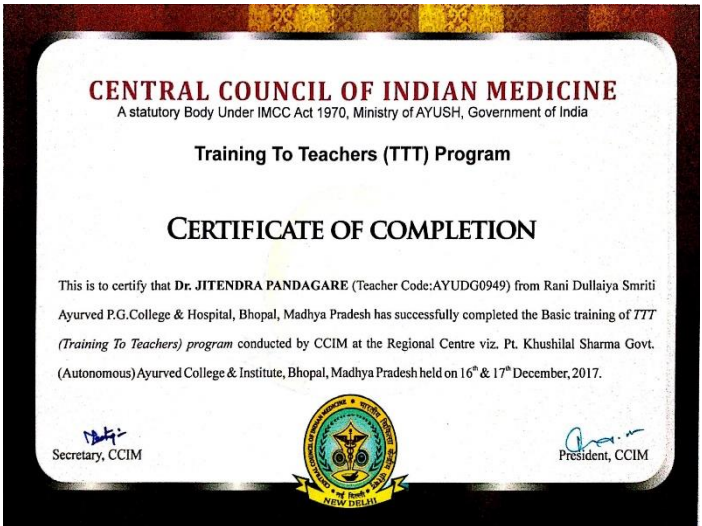 CENTRAL COUNCIL OF INDIAN MEDICINE
A statutory Body Under IMCC Act 1970, Ministry of AYUSH, Government of India
Training To Teachers (TTT) Program
CERTIFICATE OF COMPLETION
This is to certify that Dr. JITENDRA PANDAGARE (Teacher Code:AYUDG0949) from Rani Dullaiya Smriti
Ayurved P.G.College & Hospital, Bhopal, Madhya Pradesh has successfully completed the Basic training of TTT
(Training To Teachers) program conducted by CCIM at the Regional Centre viz. Pt. Khushilal Sharma Govt.
(Autonomous) Ayurved College & Institute, Bhopal, Madhya Pradesh held on 16th & 17th December, 2017.
Secretary, CCIM
CENTRAL COUNCIL OF INDIAN MEDICINE • भारतीय चिकित्सा केन्द्रीय परिषद
नई दिल्ली
NEW DELHI
President, CCIM